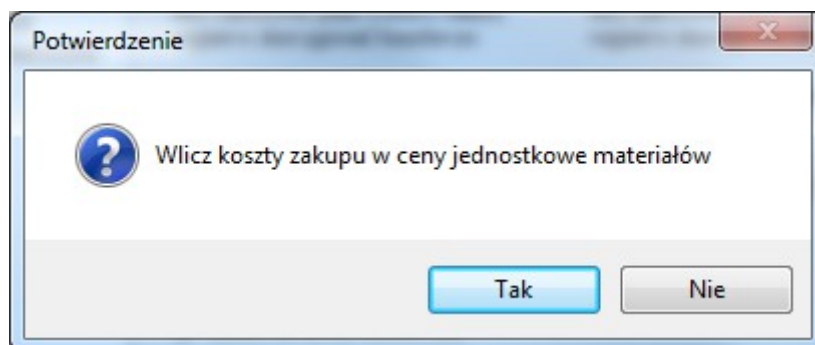 Potwierdzenie
Wlicz koszty zakupu w ceny jednostkowe materiałów
Tak
Nie